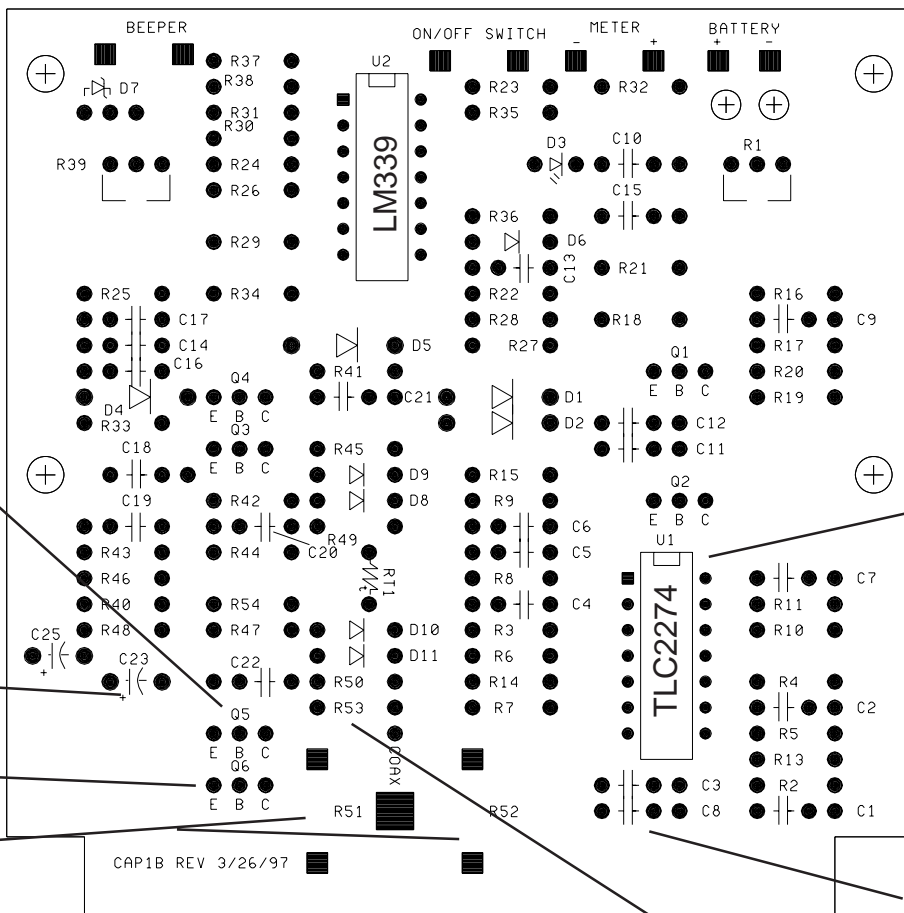 BEEPER ON/OFF SWITCH METER BATTERY
- + + -
R37 U2
D7 R38 R23 R32
R31 R35
R30
R39 R24 D3 C10 R1
R26 C15
LM339
R36
R29 D6
C13 R21
R25 R34 R22 R16
C17 R28 R18 C9
C14 D5 R27 R17
C16 R41 Q1 R20
Q4 E B C
D4 C21 D1 R19
R33 E B C D2 C12
Q3
C18 E B C R45 C11
D9 R15 Q2
C19 R42 D8 R9 E B C
R49 C6 U1
R43 R44 C20 C5
R46 RT1 t R8 C7
R40 R54 C4 R11
R48 R47 D10 R3 R10
C25 D11 R6
+ C23 C22 R50 R14 R4
+ R53 R7 C2
TLC2274
Q5 R5
E B C COAX R13
Q6 C3 R2
E B C R51 R52 C8 C1
CAP1B REV 3/26/97